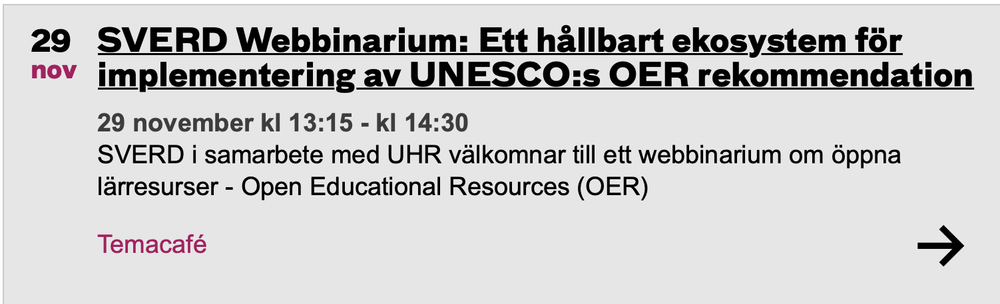 29
nov
SVERD Webbinarium: Ett hållbart ekosystem för
implementering av UNESCO:s OER rekommendation
29 november kl 13:15 - kl 14:30
SVERD i samarbete med UHR välkomnar till ett webbinarium om öppna
lärresurser - Open Educational Resources (OER)
Temacafé